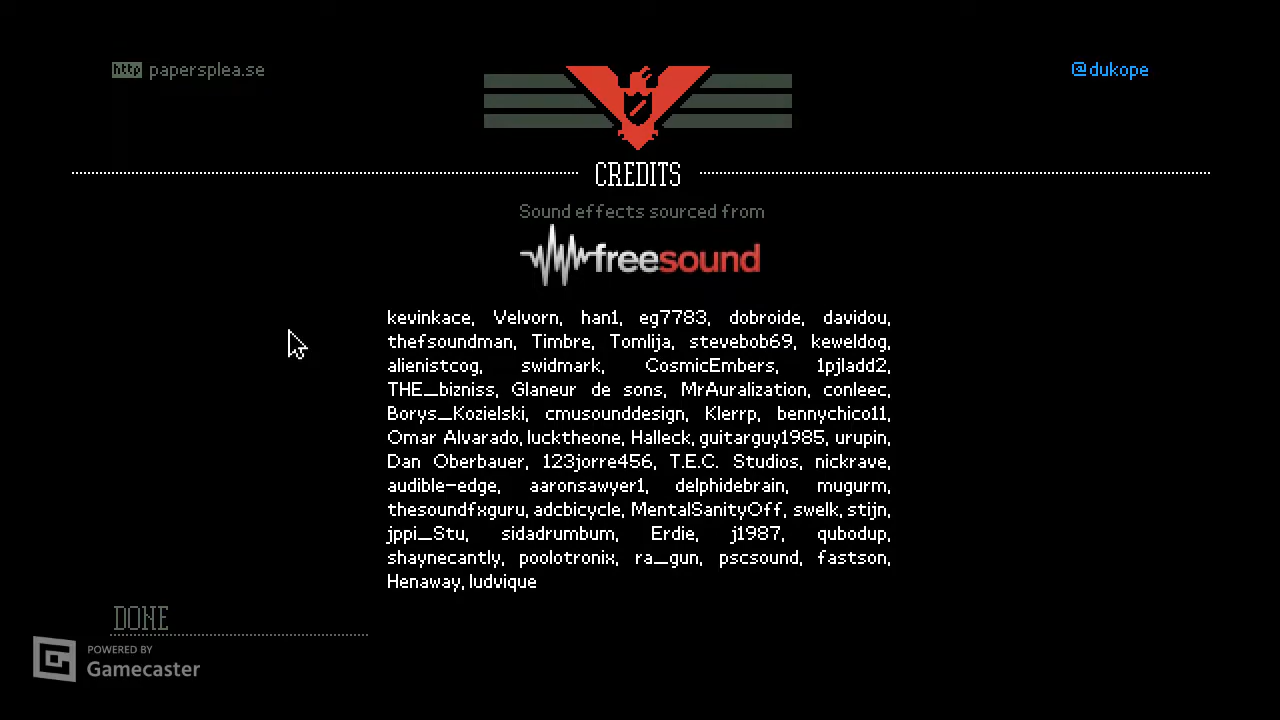 http papersplea.se
@dukope
CREDITS
Sound effects sourced from
freesound
kevinkace, Velvorn, han1, eg7783, dobroide, davidou,
thefsoundman, Timbre, Tomlija, stevebob69, keweldog,
alienistcog, swidmark, CosmicEmbers, 1pjladd2,
THE_bizniss, Glaneur de sons, MrAuralization, conleec,
Borys_Kozielski, cmusounddesign, Klerrp, bennychico11,
Omar Alvarado, lucktheone, Halleck, guitarguy1985, urupin,
Dan Oberbauer, 123jorre456, T.E.C. Studios, nickrave,
audible-edge, aaronsawyer1, delphidebrain, mugurm,
thesoundfxguru, adcbicycle, MentalSanityOff, swelk, stijn,
jppi_Stu, sidadrumbum, Erdie, j1987, qubodup,
shaynecantly, poolotronix, ra_gun, pscsound, fastson,
Henaway, ludvique
DONE
POWERED BY
Gamecaster